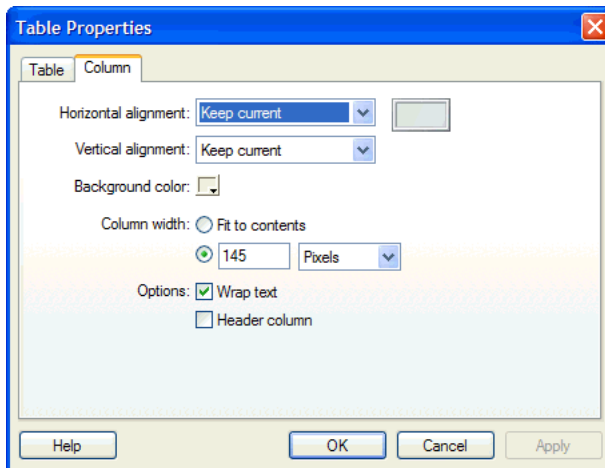 Table Properties
Table Column
Horizontal alignment: Keep current
Vertical alignment: Keep current
Background color:
Column width: Fit to contents
145 Pixels
Options: Wrap text
Header column
Help OK Cancel Apply